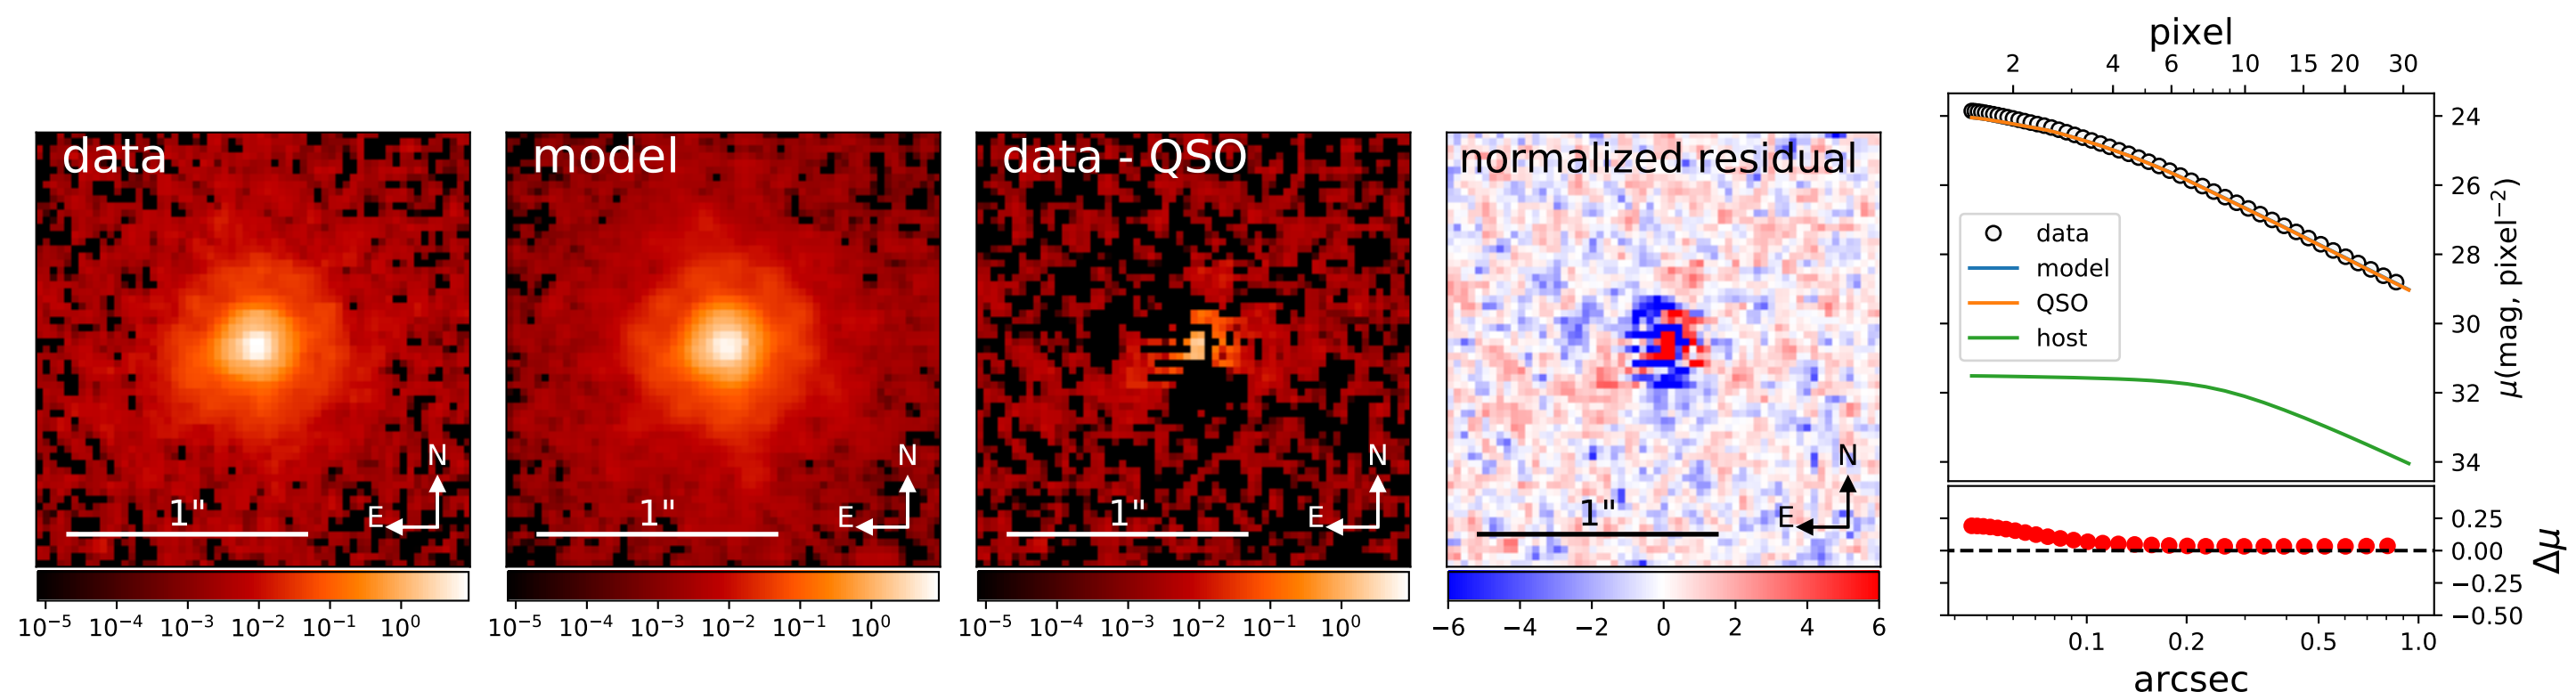 data
1"
N
E
10⁻⁵ 10⁻⁴ 10⁻³ 10⁻² 10⁻¹ 10⁰
model
1"
N
E
10⁻⁵ 10⁻⁴ 10⁻³ 10⁻² 10⁻¹ 10⁰
data - QSO
1"
N
E
10⁻⁵ 10⁻⁴ 10⁻³ 10⁻² 10⁻¹ 10⁰
normalized residual
1"
N
E
−6 −4 −2 0 2 4 6
pixel
2 4 6 10 15 20 30
data
model
QSO
host
24
26
28
30
32
34
μ(mag, pixel⁻²)
0.25
0.00
−0.25
−0.50
Δμ
0.1 0.2 0.5 1.0
arcsec